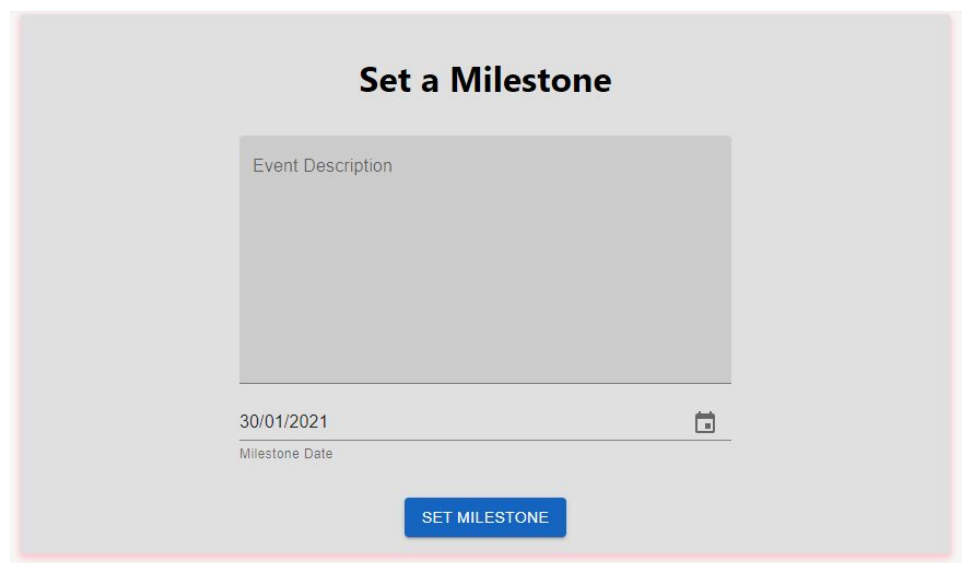 Set a Milestone
Event Description
30/01/2021
Milestone Date
SET MILESTONE